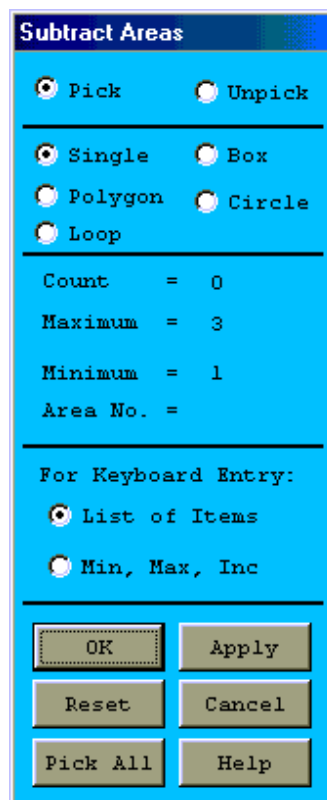 Subtract Areas
Pick Unpick
Single Box
Polygon Circle
Loop
Count = 0
Maximum = 3
Minimum = 1
Area No. =
For Keyboard Entry:
List of Items
Min, Max, Inc
OK Apply
Reset Cancel
Pick All Help